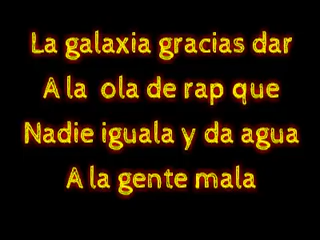 La galaxia gracias dar
A la ola de rap que
Nadie iguala y da agua
A la gente mala